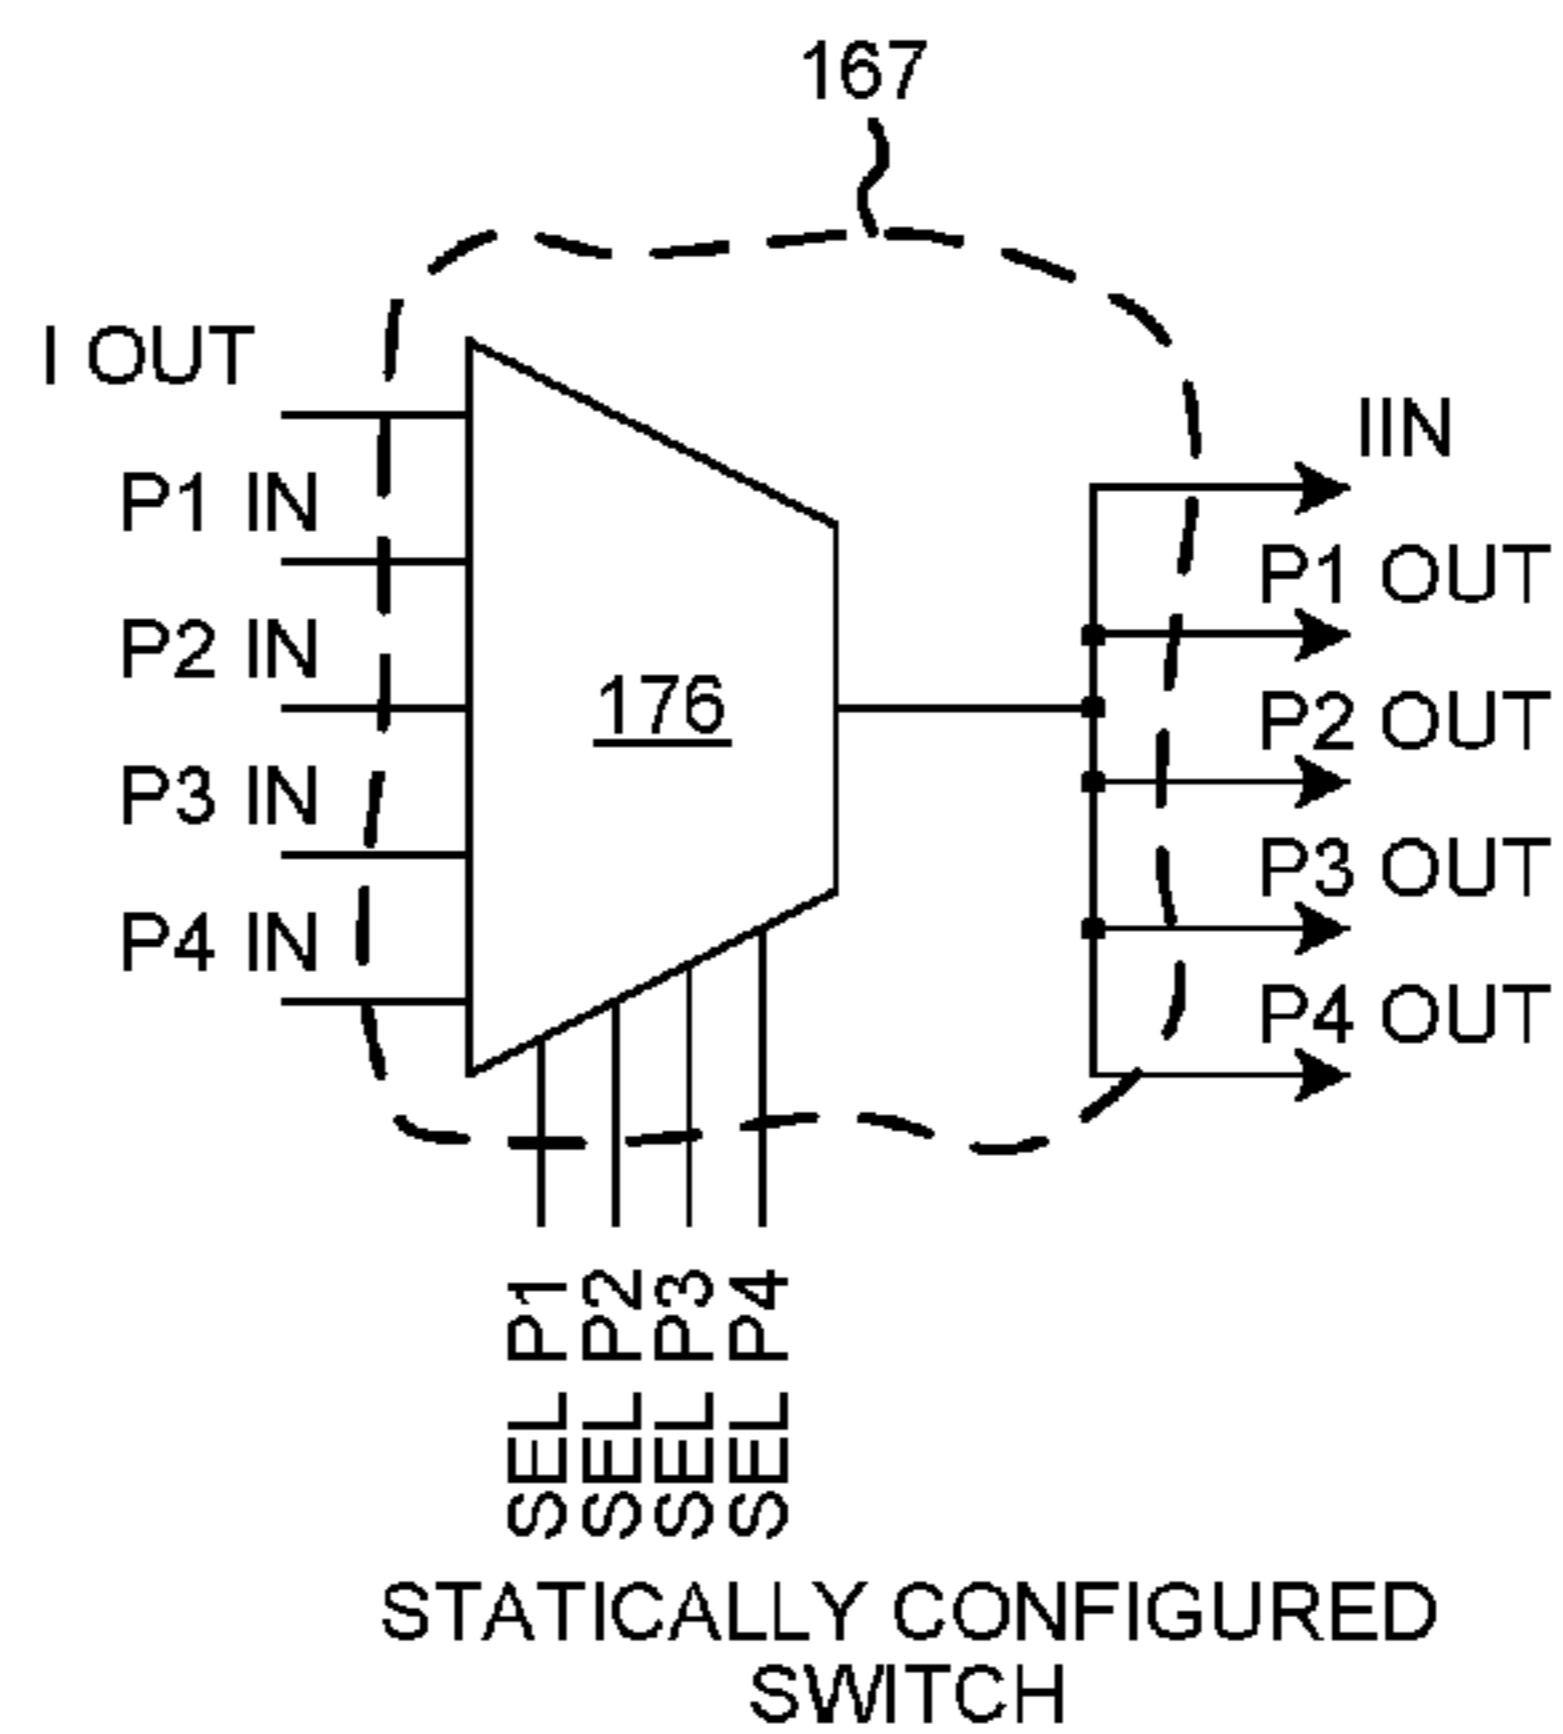 167
I OUT
P1 IN
P2 IN
P3 IN
P4 IN
176
IIN
P1 OUT
P2 OUT
P3 OUT
P4 OUT
SEL P1
SEL P2
SEL P3
SEL P4
STATICALLY CONFIGURED
SWITCH